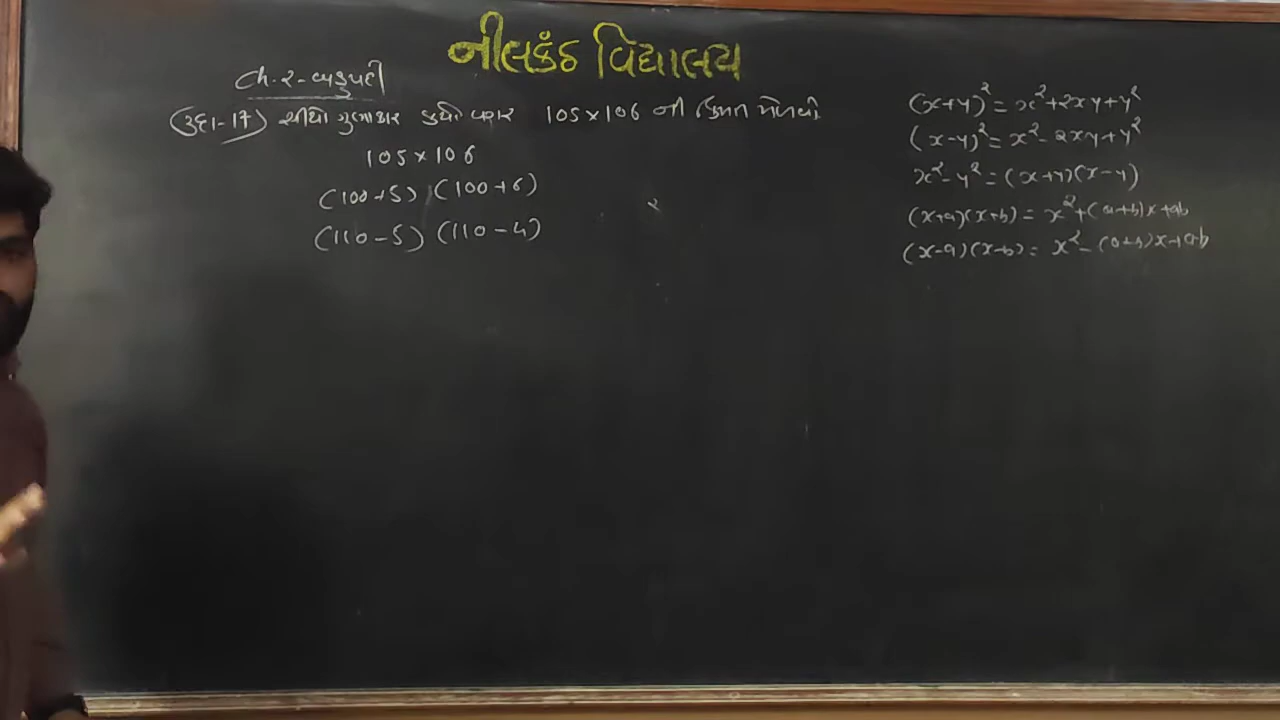 નીલકંઠ વિદ્યાલય
Ch. ૨ - બહુપદી
ઉદા-17 સીધો ગુણાકાર કર્યા વગર 105×106 ની કિંમત મેળવો
105×106
(100+5) (100+6)
(110-5) (110-4)
(x+y)² = x²+2xy+y²
(x-y)² = x²-2xy+y²
x²-y² = (x+y)(x-y)
(x+a)(x+b) = x²+(a+b)x+ab
(x-a)(x-b) = x²-(a+b)x+ab